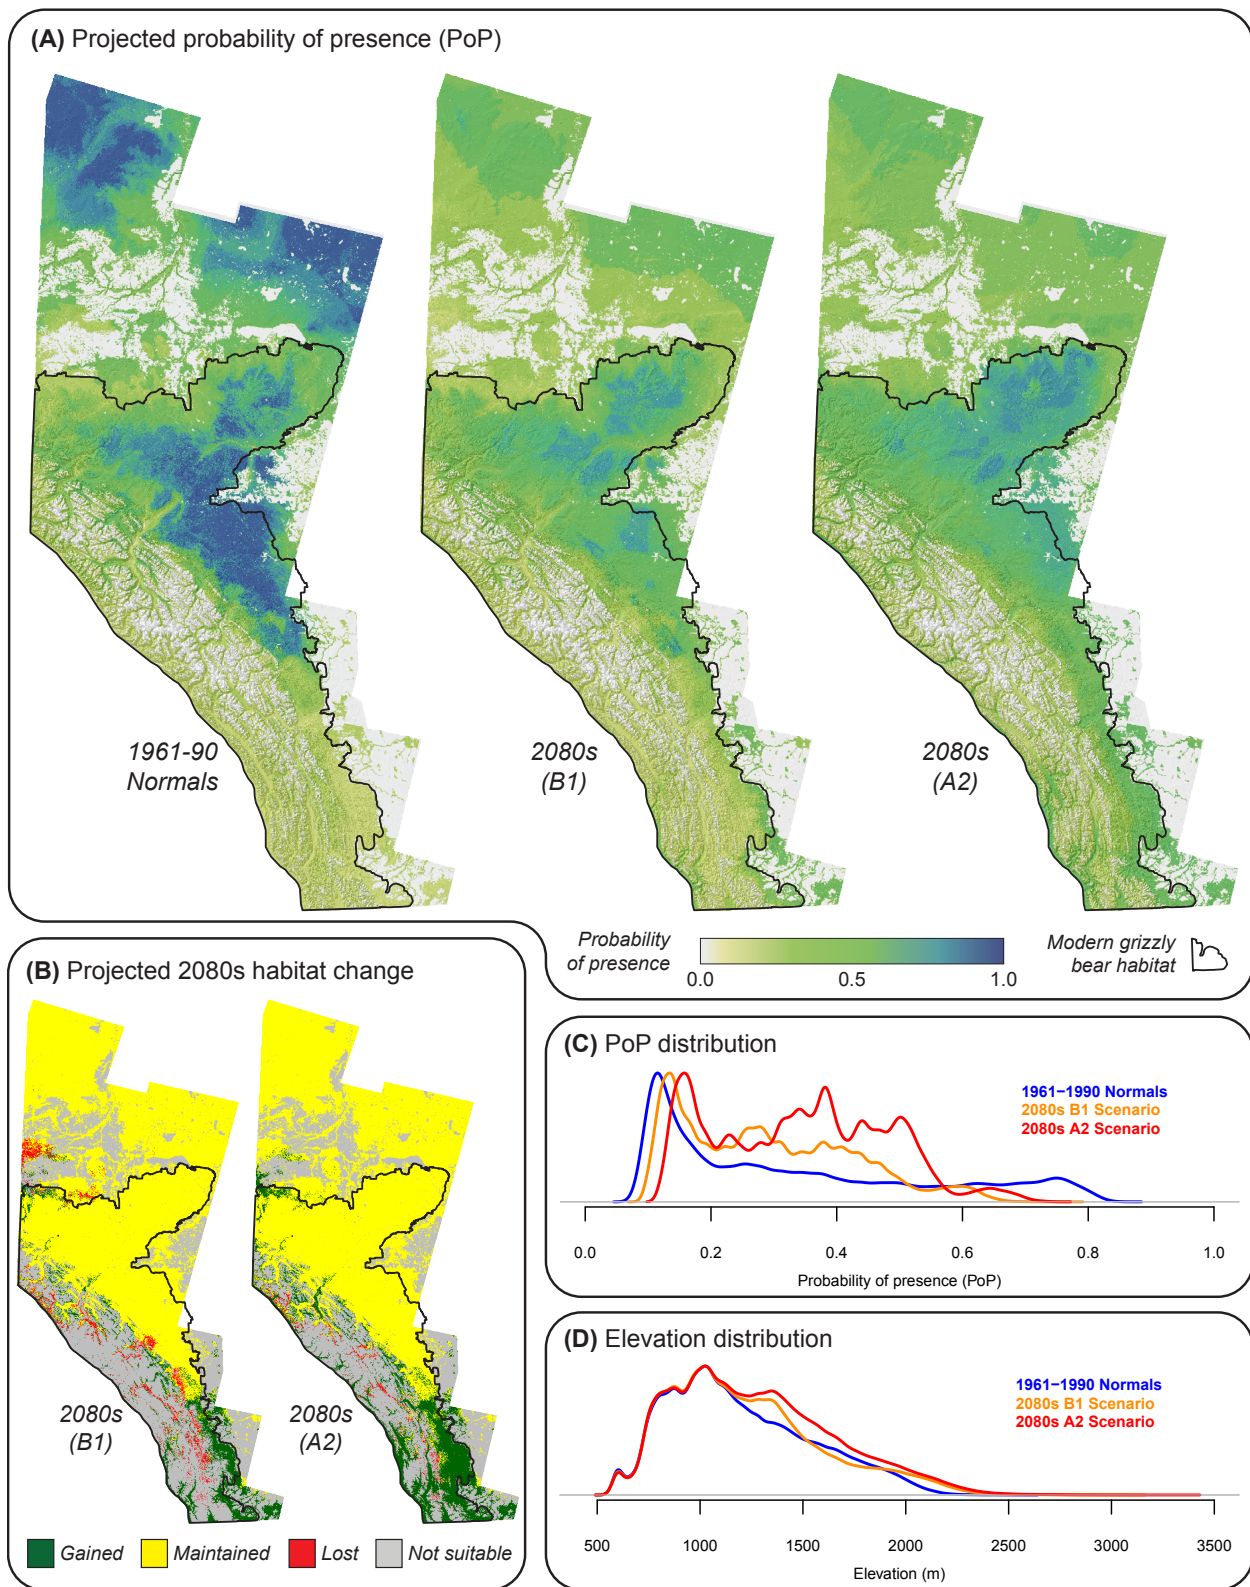 (A) Projected probability of presence (PoP)
1961-90
Normals
2080s
(B1)
2080s
(A2)
Probability
of presence
0.0
0.5
1.0
Modern grizzly
bear habitat
(B) Projected 2080s habitat change
2080s
(B1)
2080s
(A2)
Gained
Maintained
Lost
Not suitable
(C) PoP distribution
1961−1990 Normals
2080s B1 Scenario
2080s A2 Scenario
0.0 0.2 0.4 0.6 0.8 1.0
Probability of presence (PoP)
(D) Elevation distribution
1961−1990 Normals
2080s B1 Scenario
2080s A2 Scenario
500 1000 1500 2000 2500 3000 3500
Elevation (m)